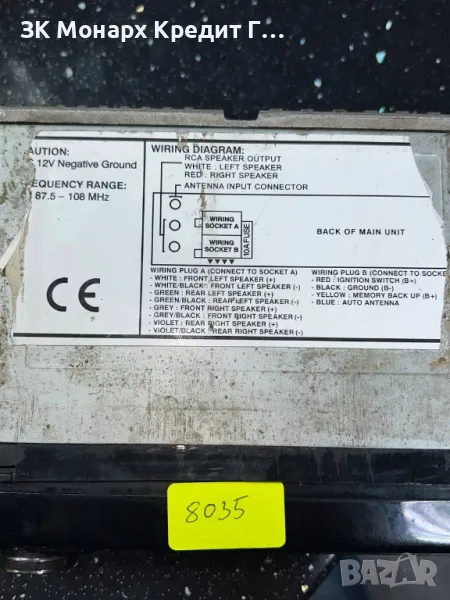 ЗК Монарх Кредит Г...
AUTION:
12V Negative Ground
EQUENCY RANGE:
87.5 – 108 MHz
CE
WIRING DIAGRAM:
RCA SPEAKER OUTPUT
WHITE : LEFT SPEAKER
RED : RIGHT SPEAKER
ANTENNA INPUT CONNECTOR
WIRING SOCKET A
WIRING SOCKET B
10A FUSE
BACK OF MAIN UNIT
WIRING PLUG A (CONNECT TO SOCKET A)
- WHITE : FRONT LEFT SPEAKER (+)
- WHITE/BLACK : FRONT LEFT SPEAKER (-)
- GREEN : REAR LEFT SPEAKER (+)
- GREEN/BLACK : REAR LEFT SPEAKER (-)
- GREY : FRONT RIGHT SPEAKER (+)
- GREY/BLACK : FRONT RIGHT SPEAKER (-)
- VIOLET : REAR RIGHT SPEAKER (+)
- VIOLET/BLACK : REAR RIGHT SPEAKER (-)
WIRING PLUG B (CONNECT TO SOCKE
- RED : IGNITION SWITCH (B+)
- BLACK : GROUND (B-)
- YELLOW : MEMORY BACK UP (B+)
- BLUE : AUTO ANTENNA
8035
BAZAR